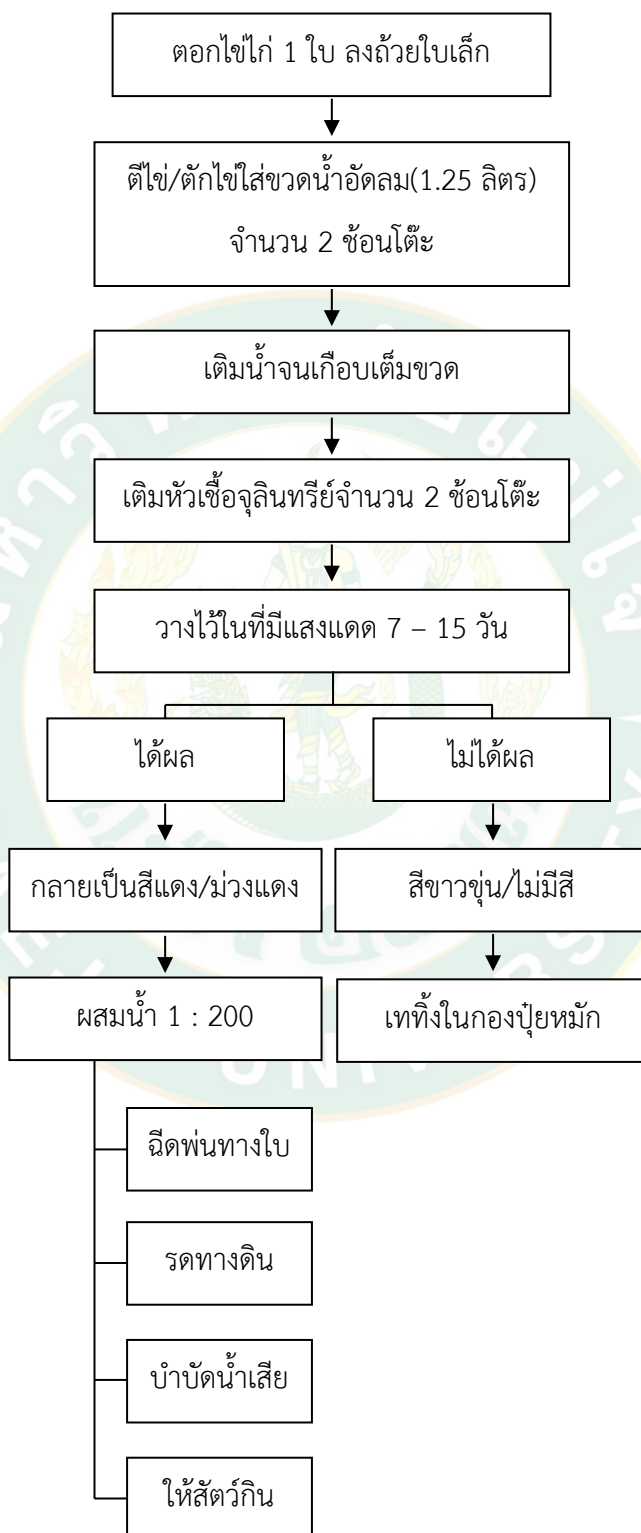 ตอกไข่ไก่ 1 ใบ ลงถ้วยใบเล็ก
ตีไข่/ตักไข่ใส่ขวดน้ำอัดลม(1.25 ลิตร)
จำนวน 2 ช้อนโต๊ะ
เติมน้ำจนเกือบเต็มขวด
เติมหัวเชื้อจุลินทรีย์จำนวน 2 ช้อนโต๊ะ
วางไว้ในที่มีแสงแดด 7 – 15 วัน
ได้ผล
ไม่ได้ผล
กลายเป็นสีแดง/ม่วงแดง
สีขาวขุ่น/ไม่มีสี
ผสมน้ำ 1 : 200
เททิ้งในกองปุ๋ยหมัก
ฉีดพ่นทางใบ
รดทางดิน
บำบัดน้ำเสีย
ให้สัตว์กิน